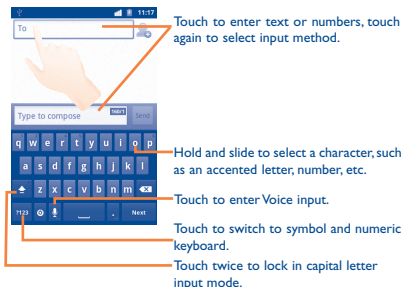 11:17
To
Touch to enter text or numbers, touch
again to select input method.
Type to compose
160/1
Send
q w e r t y u i o p
Hold and slide to select a character, such
as an accented letter, number, etc.
a s d f g h j k l
z x c v b n m
Touch to enter Voice input.
?123
.
Next
Touch to switch to symbol and numeric
keyboard.
Touch twice to lock in capital letter
input mode.